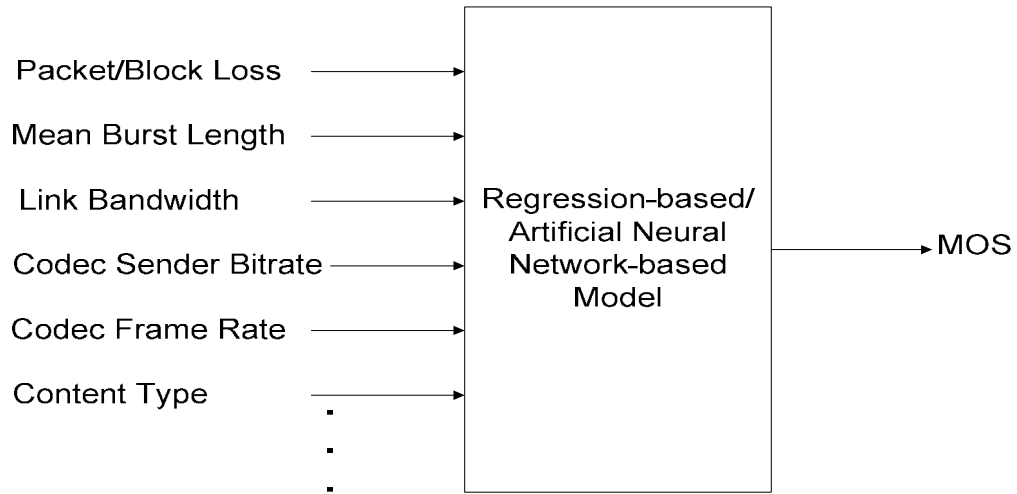 Packet/Block Loss
Mean Burst Length
Link Bandwidth
Codec Sender Bitrate
Codec Frame Rate
Content Type
Regression-based/
Artificial Neural
Network-based
Model
MOS